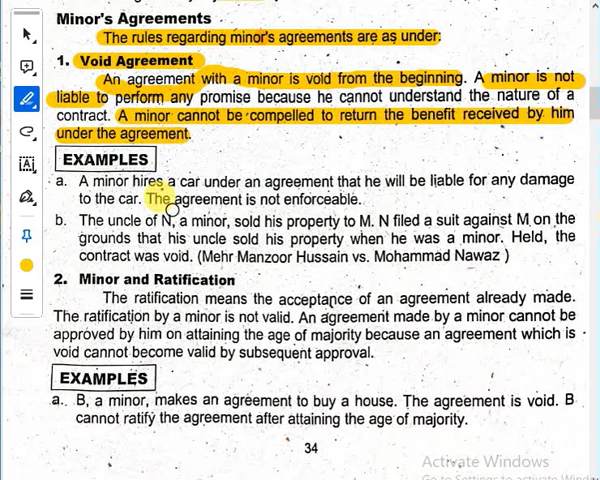 Minor's Agreements
The rules regarding minor's agreements are as under:
1. Void Agreement
An agreement with a minor is void from the beginning. A minor is not
liable to perform any promise because he cannot understand the nature of a
contract. A minor cannot be compelled to return the benefit received by him
under the agreement.
EXAMPLES
a. A minor hires a car under an agreement that he will be liable for any damage
to the car. The agreement is not enforceable.
b. The uncle of N, a minor, sold his property to M. N filed a suit against M on the
grounds that his uncle sold his property when he was a minor. Held, the
contract was void. (Mehr Manzoor Hussain vs. Mohammad Nawaz )
2. Minor and Ratification
The ratification means the acceptance of an agreement already made.
The ratification by a minor is not valid. An agreement made by a minor cannot be
approved by him on attaining the age of majority because an agreement which is
void cannot become valid by subsequent approval.
EXAMPLES
a. B, a minor, makes an agreement to buy a house. The agreement is void. B
cannot ratify the agreement after attaining the age of majority.
34
Activate Windows
Go to Settings to activate